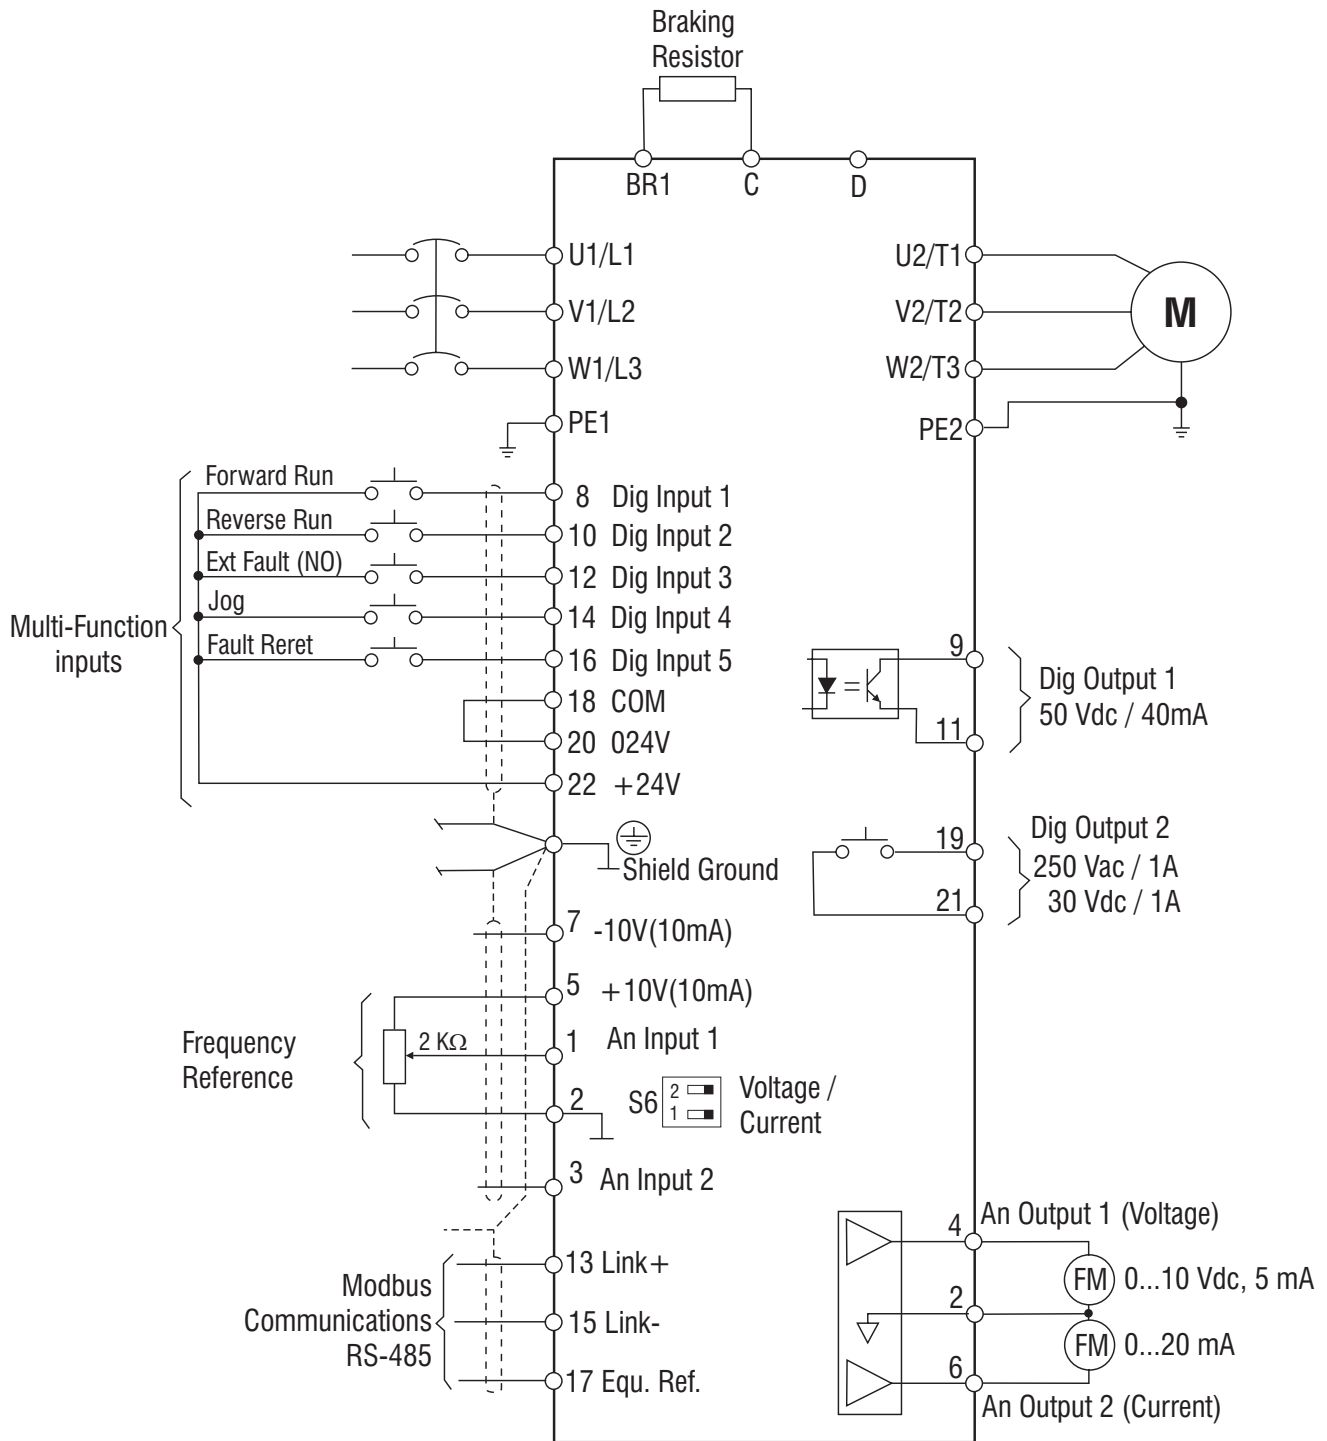 Braking
Resistor
BR1
C
D
U1/L1
V1/L2
W1/L3
PE1
U2/T1
V2/T2
W2/T3
PE2
M
Multi-Function
inputs
Forward Run
8 Dig Input 1
Reverse Run
10 Dig Input 2
Ext Fault (NO)
12 Dig Input 3
Jog
14 Dig Input 4
Fault Reret
16 Dig Input 5
18 COM
20 024V
22 +24V
Shield Ground
7 -10V(10mA)
Frequency
Reference
5 +10V(10mA)
2 KΩ
1 An Input 1
2
S6
2
1
Voltage /
Current
3 An Input 2
Modbus
Communications
RS-485
13 Link+
15 Link-
17 Equ. Ref.
9
11
=
Dig Output 1
50 Vdc / 40mA
19
21
Dig Output 2
250 Vac / 1A
30 Vdc / 1A
4
An Output 1 (Voltage)
FM 0...10 Vdc, 5 mA
2
FM 0...20 mA
6
An Output 2 (Current)